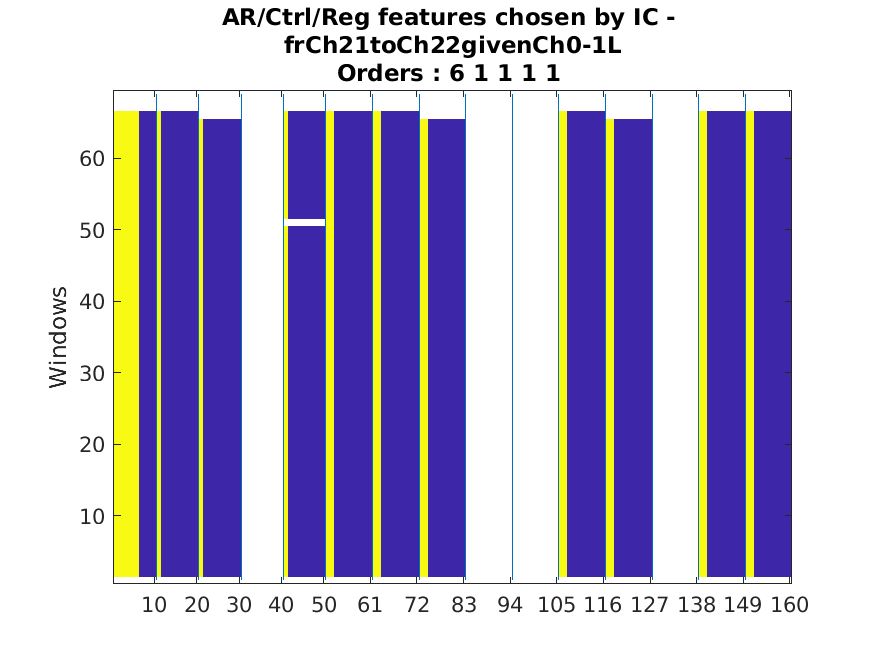 AR/Ctrl/Reg features chosen by IC -
frCh21toCh22givenCh0-1L
Orders : 6 1 1 1 1
Windows
60
50
40
30
20
10
10 20 30 40 50 61 72 83 94 105 116 127 138 149 160